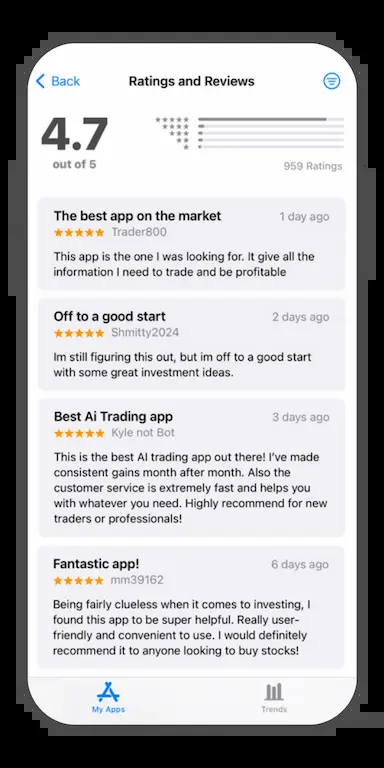 Back
Ratings and Reviews
4.7
out of 5
959 Ratings
The best app on the market
1 day ago
★★★★★ Trader800
This app is the one I was looking for. It give all the
information I need to trade and be profitable
Off to a good start
2 days ago
★★★★★ Shmitty2024
Im still figuring this out, but im off to a good start
with some great investment ideas.
Best Ai Trading app
3 days ago
★★★★★ Kyle not Bot
This is the best AI trading app out there! I've made
consistent gains month after month. Also the
customer service is extremely fast and helps you
with whatever you need. Highly recommend for new
traders or professionals!
Fantastic app!
6 days ago
★★★★★ mm39162
Being fairly clueless when it comes to investing, I
found this app to be super helpful. Really user-
friendly and convenient to use. I would definitely
recommend it to anyone looking to buy stocks!
My Apps
Trends